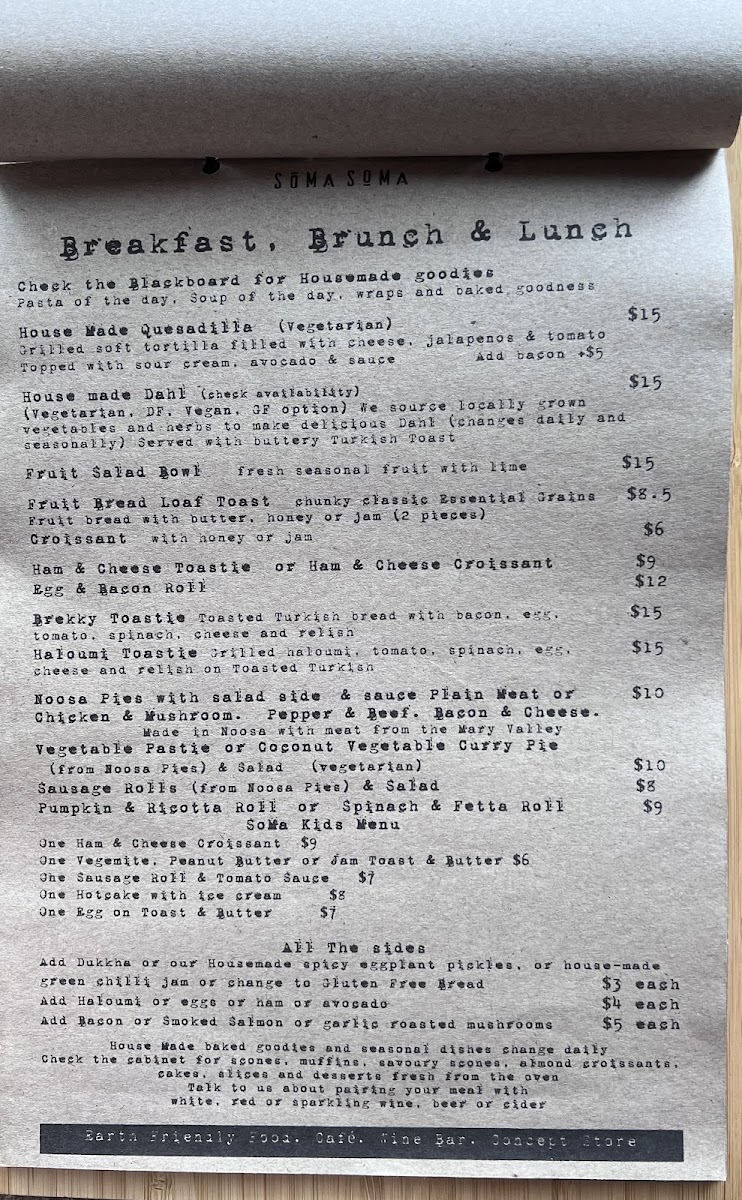 SŌMA SOMA
Breakfast, Brunch & Lunch
Check the Blackboard for Housemade goodies
Pasta of the day, Soup of the day, wraps and baked goodness
House Made Quesadilla (Vegetarian) $15
Grilled soft tortilla filled with cheese, jalapenos & tomato
Topped with sour cream, avocado & sauce Add bacon +$5
House made Dahl (check availability) $15
(Vegetarian, DF, Vegan, GF option) We source locally grown
vegetables and herbs to make delicious Dahl (changes daily and
seasonally) Served with buttery Turkish Toast
Fruit Salad Bowl fresh seasonal fruit with lime $15
Fruit Bread Loaf Toast chunky classic Essential Grains $8.5
Fruit bread with butter, honey or jam (2 pieces)
Croissant with honey or jam $6
Ham & Cheese Toastie or Ham & Cheese Croissant $9
Egg & Bacon Roll $12
Brekky Toastie Toasted Turkish bread with bacon, egg, $15
tomato, spinach, cheese and relish
Haloumi Toastie Grilled haloumi, tomato, spinach, egg, $15
cheese and relish on Toasted Turkish
Noosa Pies with salad side & sauce Plain Meat or $10
Chicken & Mushroom. Pepper & Beef. Bacon & Cheese.
Made in Noosa with meat from the Mary Valley
Vegetable Pastie or Coconut Vegetable Curry Pie
(from Noosa Pies) & Salad (vegetarian) $10
Sausage Rolls (from Noosa Pies) & Salad $8
Pumpkin & Ricotta Roll or Spinach & Fetta Roll $9
SoMa Kids Menu
One Ham & Cheese Croissant $9
One Vegemite, Peanut Butter or Jam Toast & Butter $6
One Sausage Roll & Tomato Sauce $7
One Hotcake with ice cream $8
One Egg on Toast & Butter $7
All The sides
Add Dukkha or our Housemade spicy eggplant pickles, or house-made
green chilli jam or change to Gluten Free Bread $3 each
Add Haloumi or eggs or ham or avocado $4 each
Add Bacon or Smoked Salmon or garlic roasted mushrooms $5 each
House Made baked goodies and seasonal dishes change daily
Check the cabinet for scones, muffins, savoury scones, almond croissants,
cakes, slices and desserts fresh from the oven
Talk to us about pairing your meal with
white, red or sparkling wine, beer or cider
Earth Friendly Food. Café. Wine Bar. Concept Store